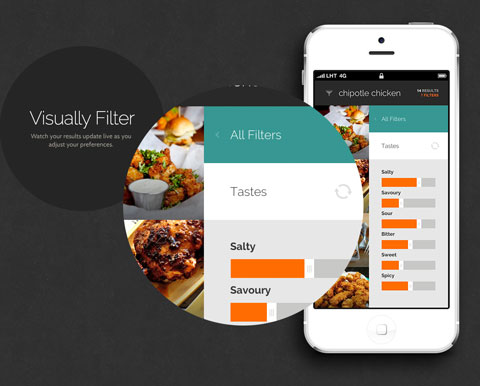 Visually Filter
Watch your results update live as you
adjust your preferences.
All Filters
Tastes
Salty
Savoury
LHT 4G
chipotle chicken
14 RESULTS
7 FILTERS
All Filters
Tastes
Salty
Savoury
Sour
Bitter
Sweet
Spicy